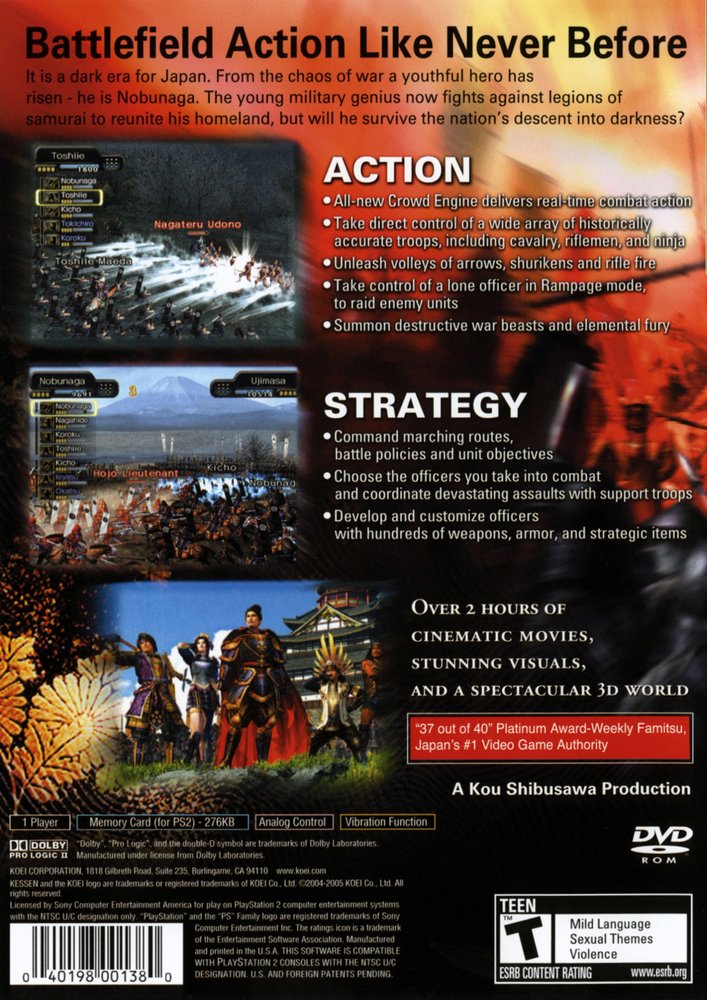 Battlefield Action Like Never Before
It is a dark era for Japan. From the chaos of war a youthful hero has
risen - he is Nobunaga. The young military genius now fights against legions of
samurai to reunite his homeland, but will he survive the nation's descent into darkness?
Toshiie
1800
Nobunaga
Toshiie
Kicho
Tokichiro
Koroku
Nagateru Udono
Toshiie Maeda
ACTION
• All-new Crowd Engine delivers real-time combat action
• Take direct control of a wide array of historically
accurate troops, including cavalry, riflemen, and ninja
• Unleash volleys of arrows, shurikens and rifle fire
• Take control of a lone officer in Rampage mode,
to raid enemy units
• Summon destructive war beasts and elemental fury
Nobunaga
3
Ujimasa
Nobunaga
Nagahide
Koroku
Toshiie
Kicho
Ieyasu
Okatsu
Hojo Lieutenant
Kicho
Nobunag
STRATEGY
• Command marching routes,
battle policies and unit objectives
• Choose the officers you take into combat
and coordinate devastating assaults with support troops
• Develop and customize officers
with hundreds of weapons, armor, and strategic items
OVER 2 HOURS OF
CINEMATIC MOVIES,
STUNNING VISUALS,
AND A SPECTACULAR 3D WORLD
"37 out of 40" Platinum Award-Weekly Famitsu,
Japan's #1 Video Game Authority
A Kou Shibusawa Production
1 Player
Memory Card (for PS2) - 276KB
Analog Control
Vibration Function
DOLBY
PRO LOGIC II
"Dolby", "Pro Logic", and the double-D symbol are trademarks of Dolby Laboratories.
Manufactured under license from Dolby Laboratories.
DVD
ROM
KOEI CORPORATION. 1818 Gilbreth Road, Suite 235, Burlingame, CA 94110 www.koei.com
KESSEN and the KOEI logo are trademarks or registered trademarks of KOEI Co., Ltd. ©2004-2005 KOEI Co., Ltd. All
rights reserved.
Licensed by Sony Computer Entertainment America for play on PlayStation 2 computer entertainment systems
with the NTSC U/C designation only. "PlayStation" and the "PS" Family logo are registered trademarks of Sony
Computer Entertainment Inc. The ratings icon is a trademark
of the Entertainment Software Association. Manufactured
and printed in the U.S.A. THIS SOFTWARE IS COMPATIBLE
WITH PLAYSTATION 2 CONSOLES WITH THE NTSC U/C
DESIGNATION. U.S. AND FOREIGN PATENTS PENDING.
0 40198 00138 0
TEEN
T
TM
Mild Language
Sexual Themes
Violence
ESRB CONTENT RATING
www.esrb.org